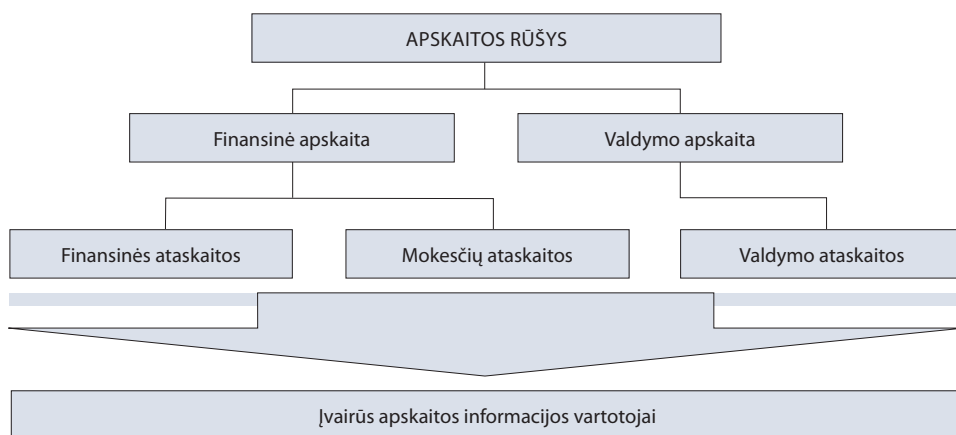 APSKAITOS RŪŠYS
Finansinė apskaita
Valdymo apskaita
Finansinės ataskaitos
Mokesčių ataskaitos
Valdymo ataskaitos
Įvairūs apskaitos informacijos vartotojai